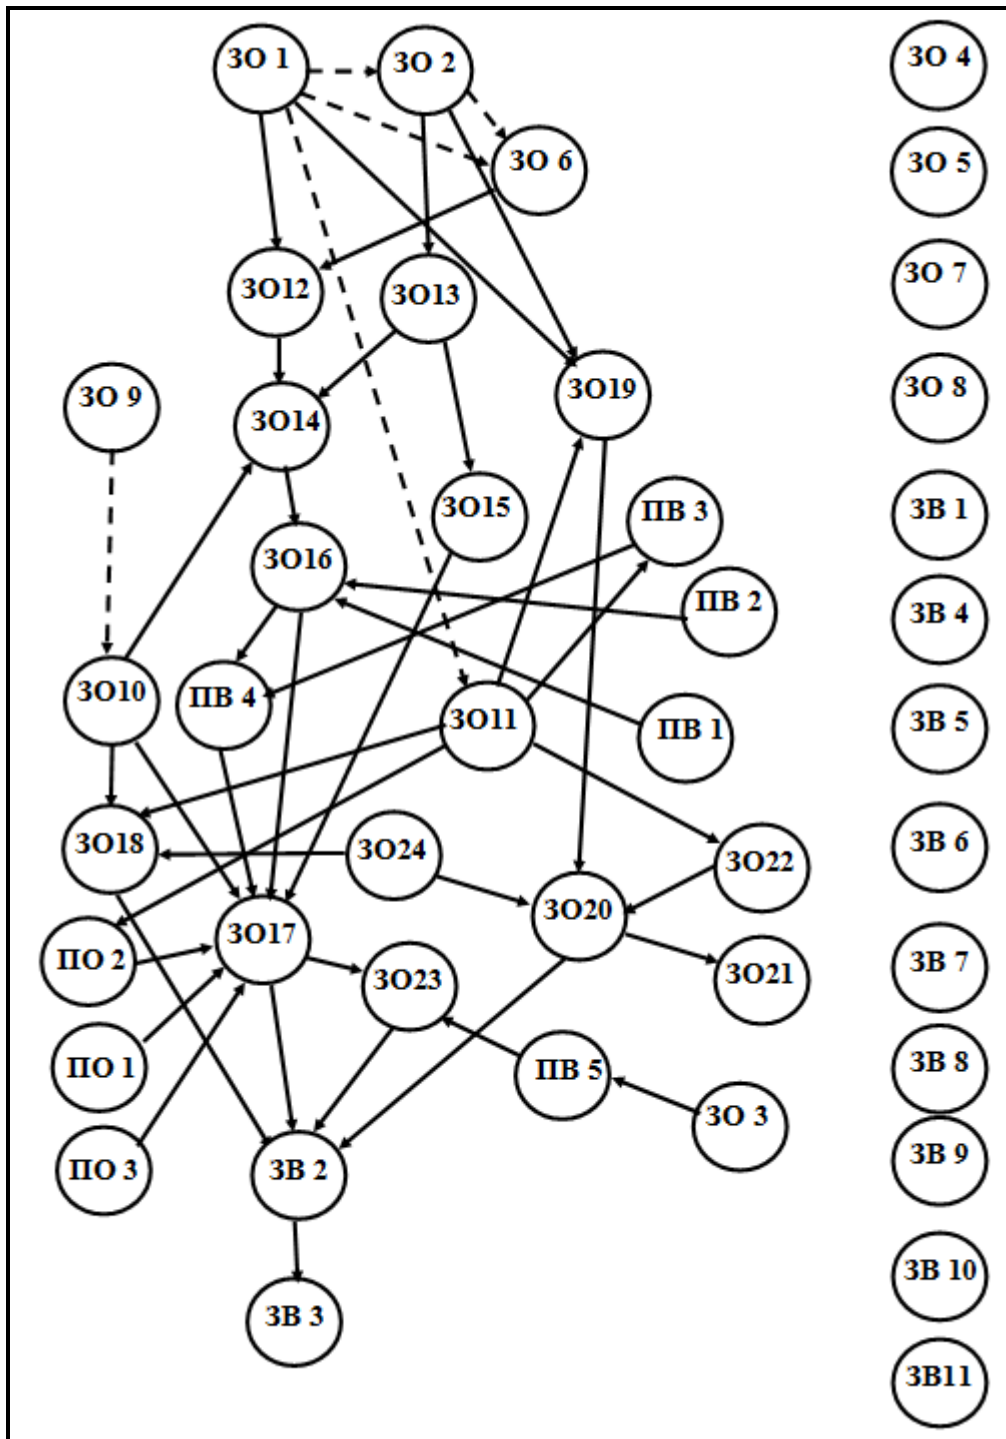 ЗО 1
ЗО 2
ЗО 4
ЗО 6
ЗО 5
ЗО 7
ЗО12
ЗО13
ЗО 9
ЗО19
ЗО 8
ЗО14
ЗО15
ПВ 3
ЗВ 1
ЗО16
ПВ 2
ЗВ 4
ЗО10
ПВ 4
ЗО11
ПВ 1
ЗВ 5
ЗО18
ЗО24
ЗО22
ЗВ 6
ЗО17
ЗО20
ПО 2
ЗО23
ЗО21
ЗВ 7
ПО 1
ПВ 5
ЗВ 8
ЗО 3
ПО 3
ЗВ 2
ЗВ 9
ЗВ 10
ЗВ 3
ЗВ11